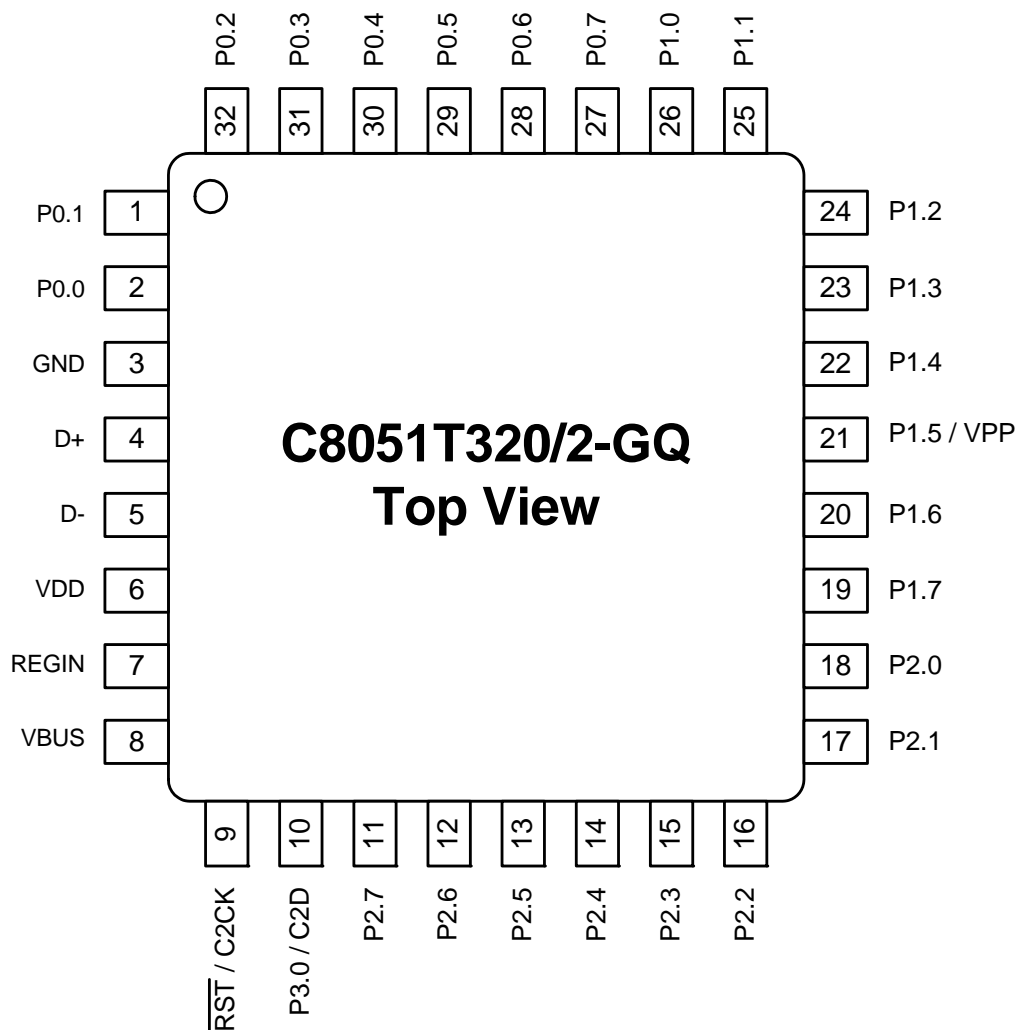 P0.2
P0.3
P0.4
P0.5
P0.6
P0.7
P1.0
P1.1
32
31
30
29
28
27
26
25
P0.1 1
P0.0 2
GND 3
D+ 4
D- 5
VDD 6
REGIN 7
VBUS 8
C8051T320/2-GQ
Top View
24 P1.2
23 P1.3
22 P1.4
21 P1.5 / VPP
20 P1.6
19 P1.7
18 P2.0
17 P2.1
9
10
11
12
13
14
15
16
RST / C2CK
P3.0 / C2D
P2.7
P2.6
P2.5
P2.4
P2.3
P2.2